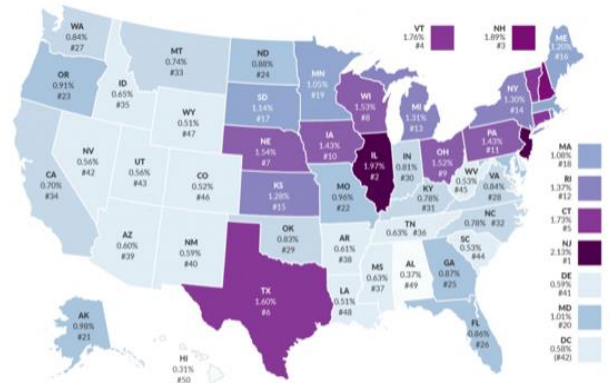 WA
0.84%
#27
OR
0.91%
#23
CA
0.70%
#34
NV
0.56%
#42
ID
0.65%
#35
MT
0.74%
#33
WY
0.51%
#47
UT
0.56%
#43
AZ
0.60%
#39
CO
0.52%
#46
NM
0.59%
#40
ND
0.88%
#24
SD
1.14%
#17
NE
1.54%
#7
KS
1.28%
#15
OK
0.83%
#29
TX
1.60%
#6
MN
1.05%
#19
IA
1.43%
#10
MO
0.96%
#22
AR
0.61%
#38
LA
0.51%
#48
WI
1.53%
#8
IL
1.97%
#2
MI
1.31%
#13
IN
0.81%
#30
OH
1.52%
#9
KY
0.78%
#31
TN
0.63% #36
MS
0.63%
#37
AL
0.37%
#49
GA
0.87%
#25
FL
0.86%
#26
SC
0.53%
#44
NC
0.78% #32
VA
0.84%
#28
WV
0.53%
#45
PA
1.43%
#11
NY
1.30%
#14
VT
1.76%
#4
NH
1.89%
#3
ME
1.20%
#16
MA
1.08%
#18
RI
1.37%
#12
CT
1.73%
#5
NJ
2.13%
#1
DE
0.59%
#41
MD
1.01%
#20
DC
0.58%
(#42)
AK
0.98%
#21
HI
0.31%
#50